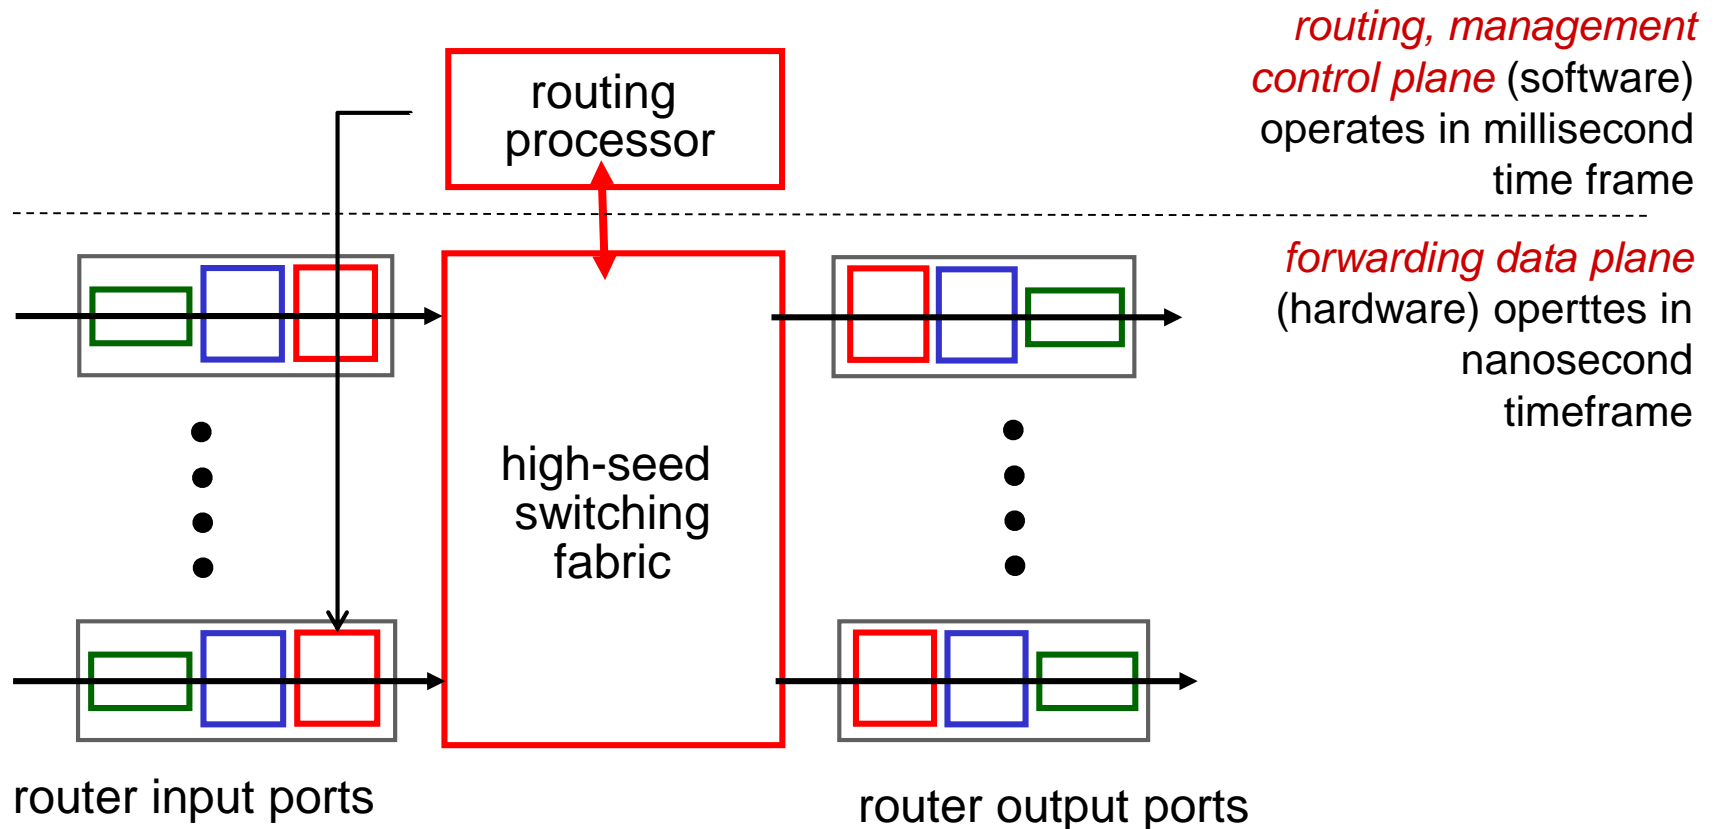 routing, management
control plane (software)
operates in millisecond
time frame
routing
processor
forwarding data plane
(hardware) operttes in
nanosecond
timeframe
high-seed
switching
fabric
router input ports
router output ports